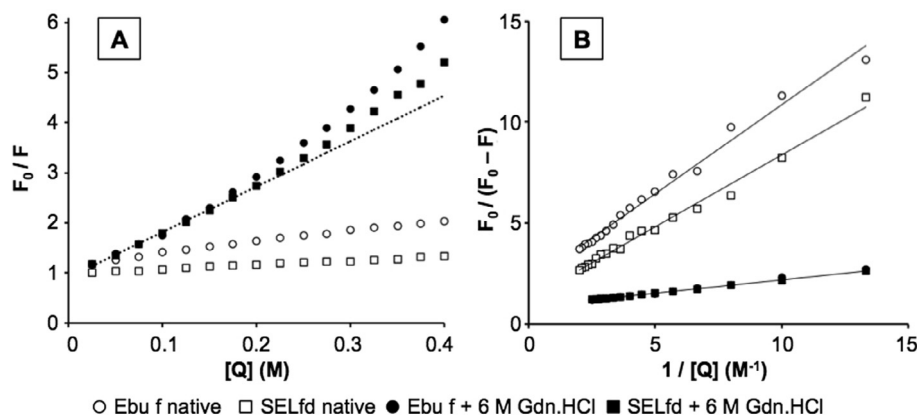 A
B
F0 / F
6
5
4
3
2
1
0
0
0.1
0.2
0.3
0.4
[Q] (M)
F0 / (F0 – F)
15
10
5
0
0
5
10
15
1 / [Q] (M-1)
Ebu f native
SELfd native
Ebu f + 6 M Gdn.HCl
SELfd + 6 M Gdn.HCl